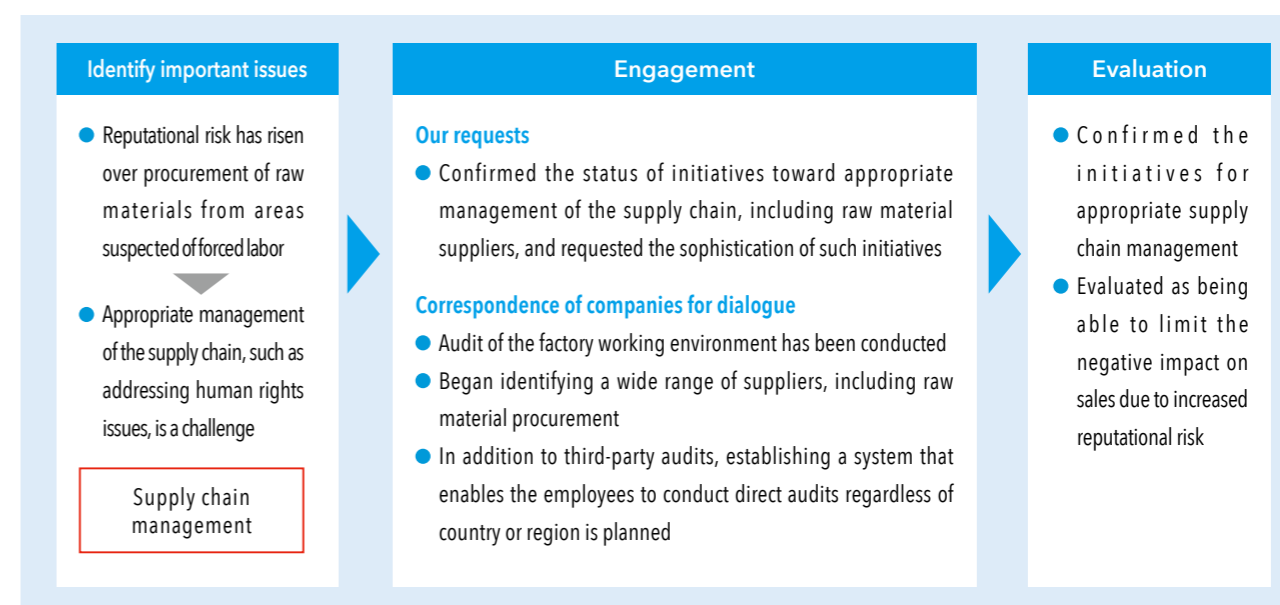 Identify important issues
Reputational risk has risen
over procurement of raw
materials from areas
suspected of forced labor
Appropriate management
of the supply chain, such as
addressing human rights
issues, is a challenge
Supply chain
management
Engagement
Our requests
Confirmed the status of initiatives toward appropriate
management of the supply chain, including raw material
suppliers, and requested the sophistication of such initiatives
Correspondence of companies for dialogue
Audit of the factory working environment has been conducted
Began identifying a wide range of suppliers, including raw
material procurement
In addition to third-party audits, establishing a system that
enables the employees to conduct direct audits regardless of
country or region is planned
Evaluation
Confirmed the
initiatives for
appropriate supply
chain management
Evaluated as being
able to limit the
negative impact on
sales due to increased
reputational risk